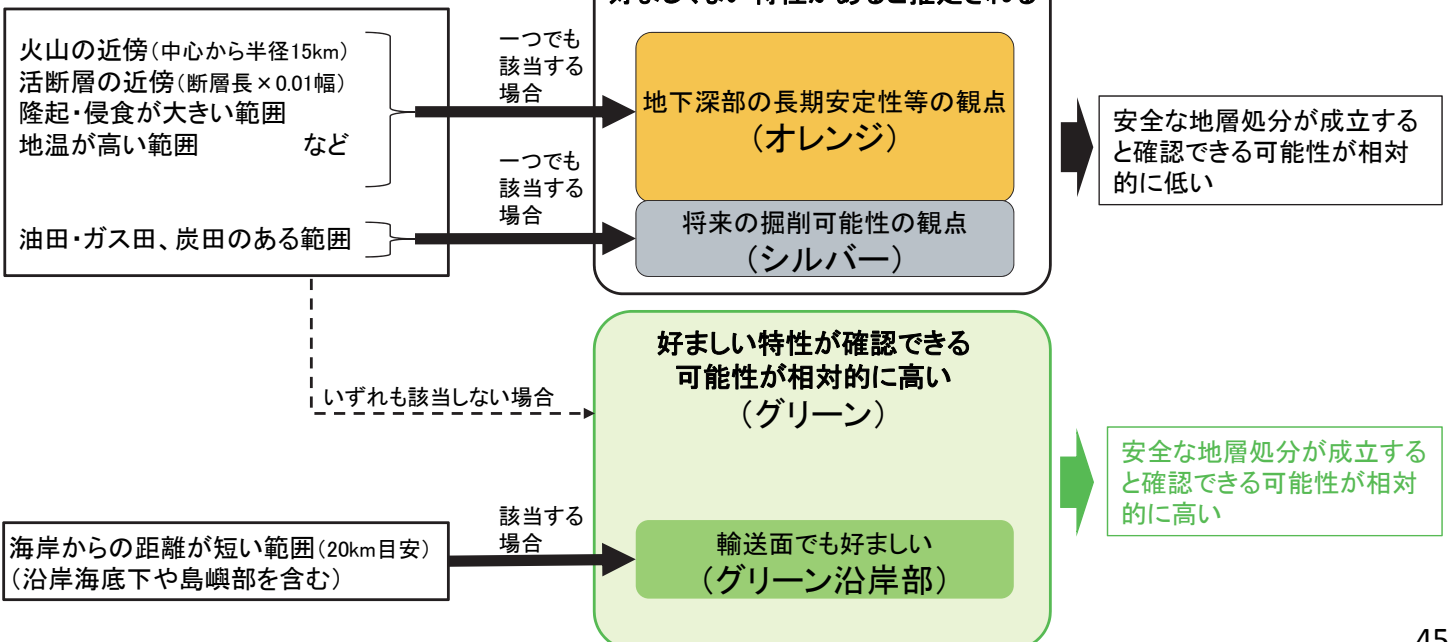 火山の近傍(中心から半径15km)
活断層の近傍(断層長×0.01幅)
隆起・侵食が大きい範囲
地温が高い範囲 など
油田・ガス田、炭田のある範囲
一つでも
該当する
場合
一つでも
該当する
場合
地下深部の長期安定性等の観点
(オレンジ)
将来の掘削可能性の観点
(シルバー)
安全な地層処分が成立する
と確認できる可能性が相対
的に低い
いずれも該当しない場合
好ましい特性が確認できる
可能性が相対的に高い
(グリーン)
安全な地層処分が成立する
と確認できる可能性が相対
的に高い
海岸からの距離が短い範囲(20km目安)
(沿岸海底下や島嶼部を含む)
該当する
場合
輸送面でも好ましい
(グリーン沿岸部)
45